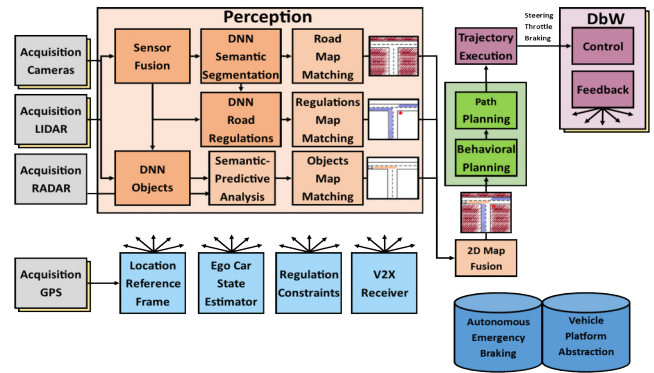 Perception
Steering
Throttle
Braking
DbW
Acquisition
Cameras
Sensor
Fusion
DNN
Semantic
Segmentation
Road
Map
Matching
Trajectory
Execution
Control
Acquisition
LIDAR
DNN
Road
Regulations
Regulations
Map
Matching
Path
Planning
Feedback
Acquisition
RADAR
DNN
Objects
Semantic-
Predictive
Analysis
Objects
Map
Matching
Behavioral
Planning
2D Map
Fusion
Acquisition
GPS
Location
Reference
Frame
Ego Car
State
Estimator
Regulation
Constraints
V2X
Receiver
Autonomous
Emergency
Braking
Vehicle
Platform
Abstraction